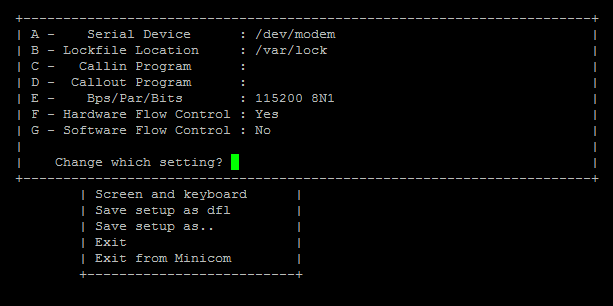 A - Serial Device : /dev/modem
B - Lockfile Location : /var/lock
C - Callin Program :
D - Callout Program :
E - Bps/Par/Bits : 115200 8N1
F - Hardware Flow Control : Yes
G - Software Flow Control : No
Change which setting?
Screen and keyboard
Save setup as dfl
Save setup as..
Exit
Exit from Minicom